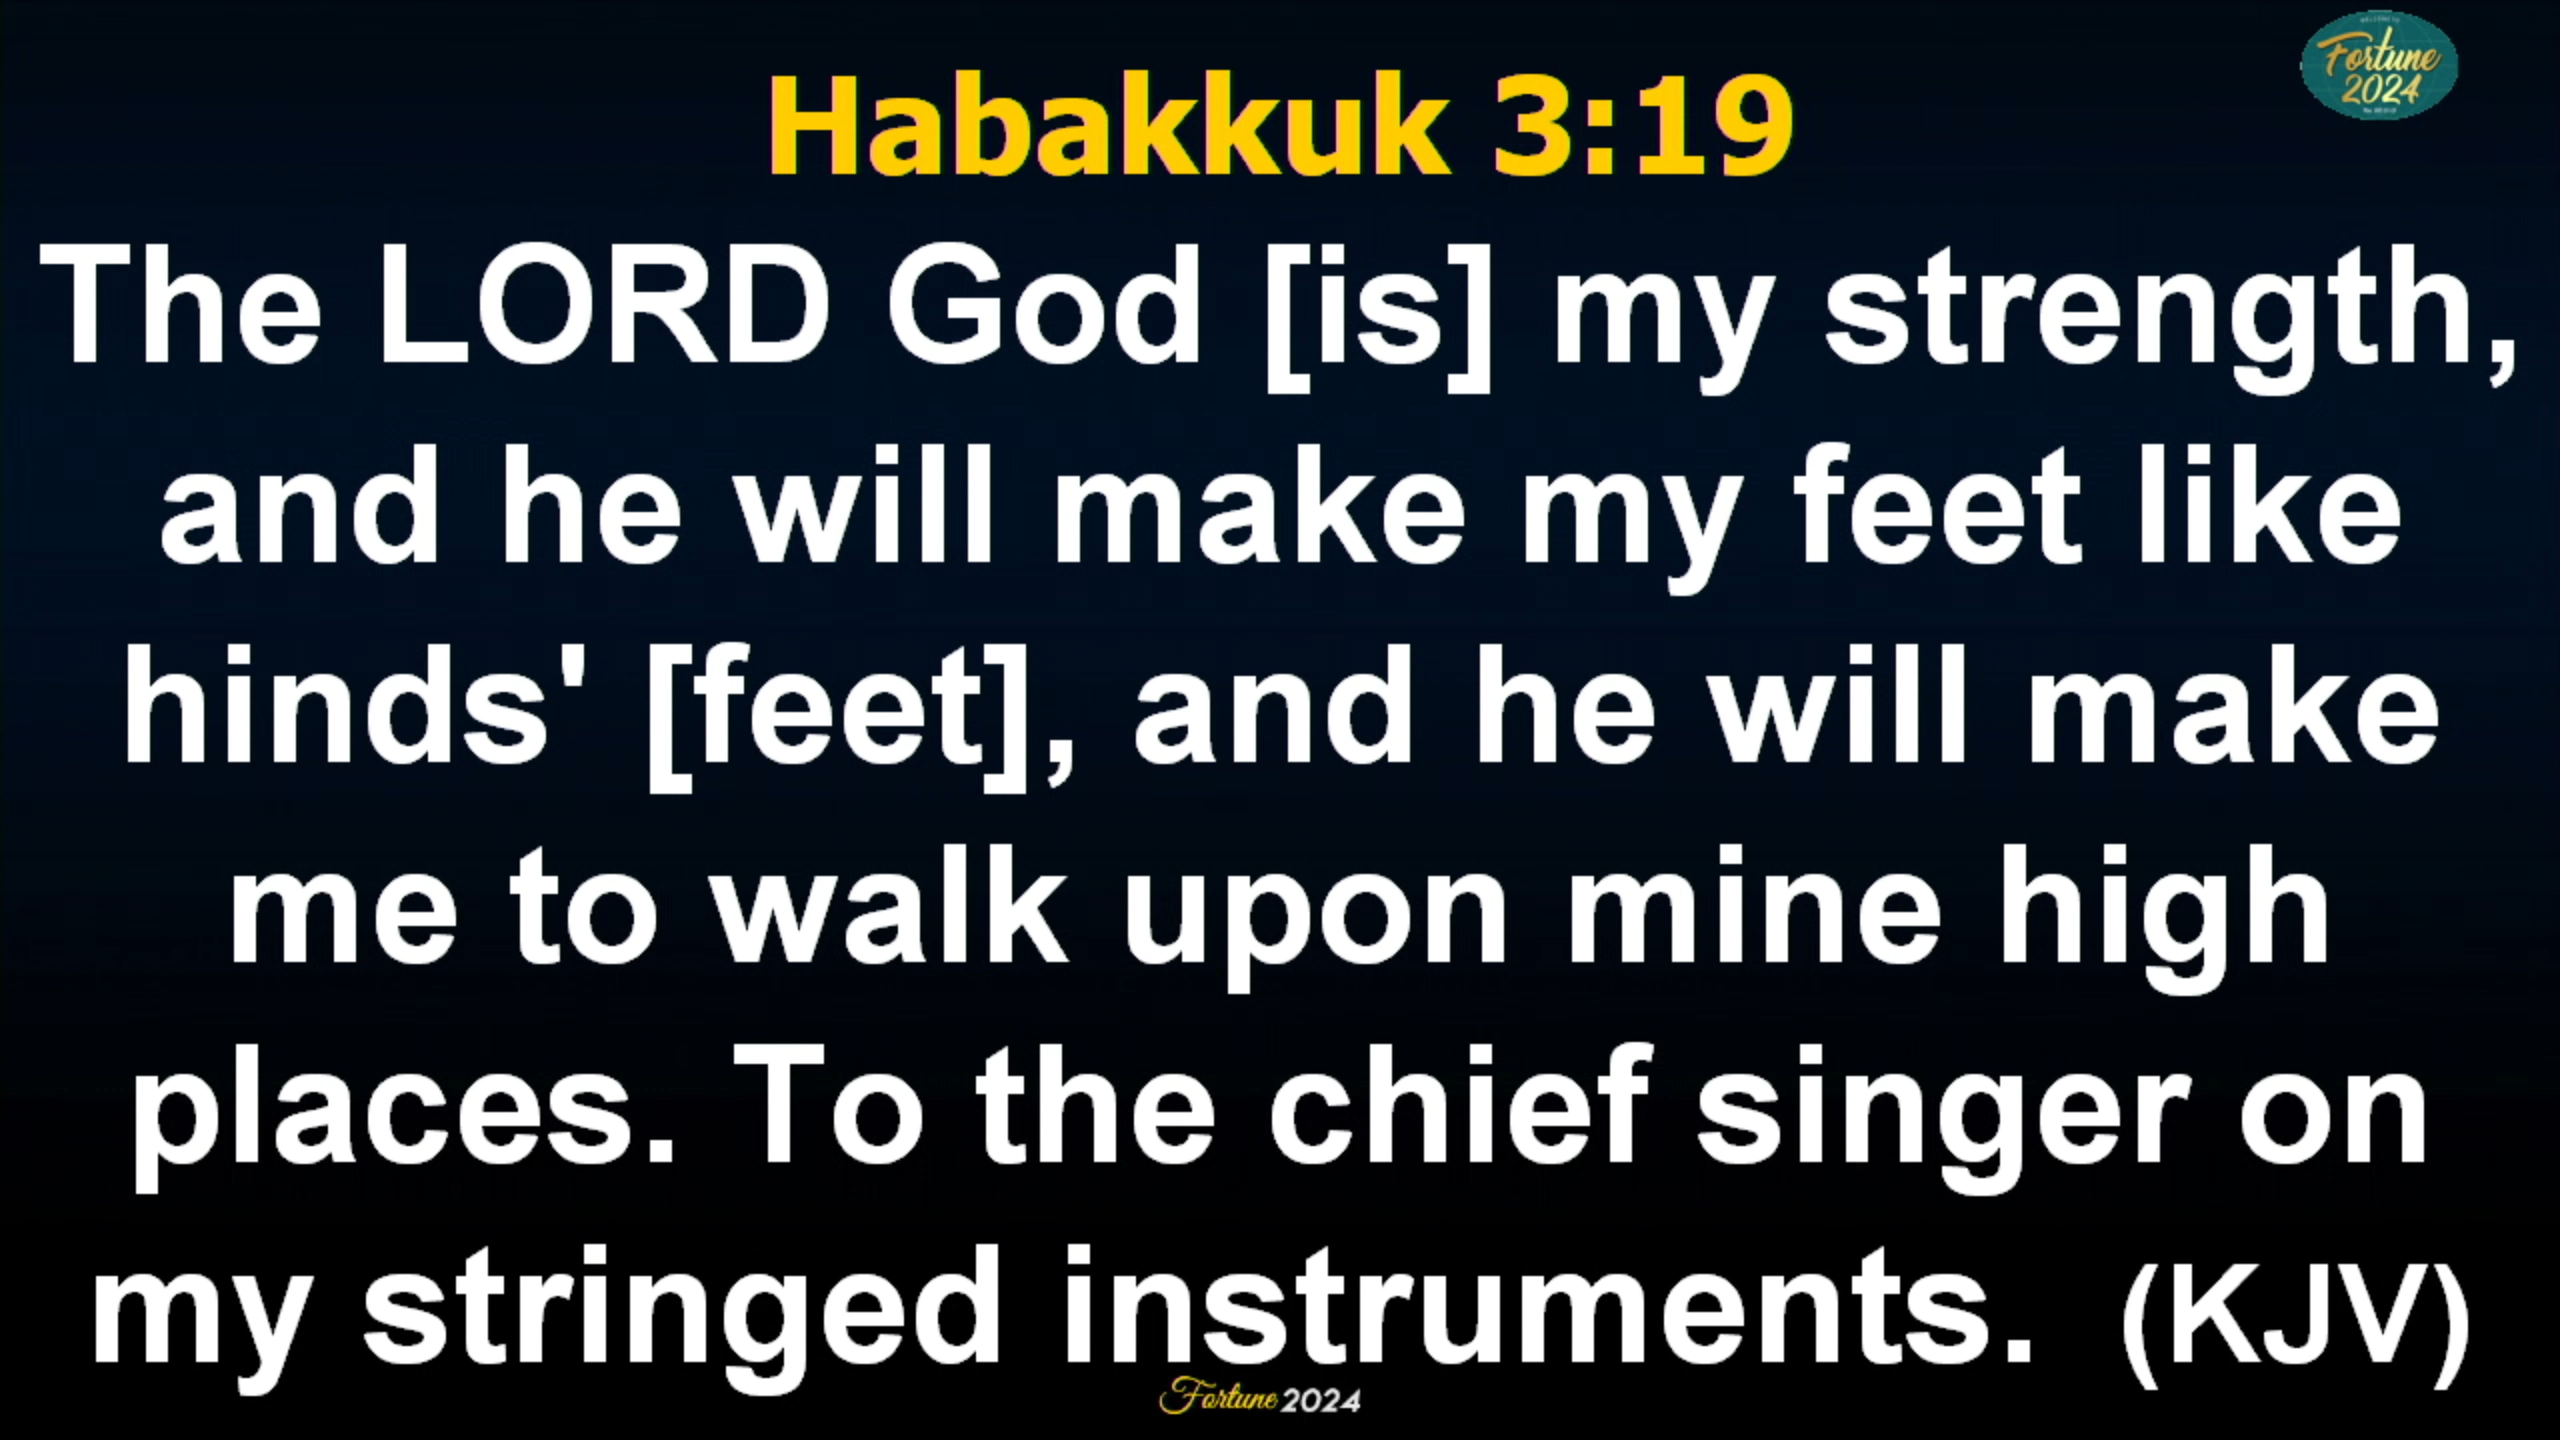 Fortune
2024
Habakkuk 3:19
The LORD God [is] my strength,
and he will make my feet like
hinds' [feet], and he will make
me to walk upon mine high
places. To the chief singer on
my stringed instruments. (KJV)
Fortune 2024